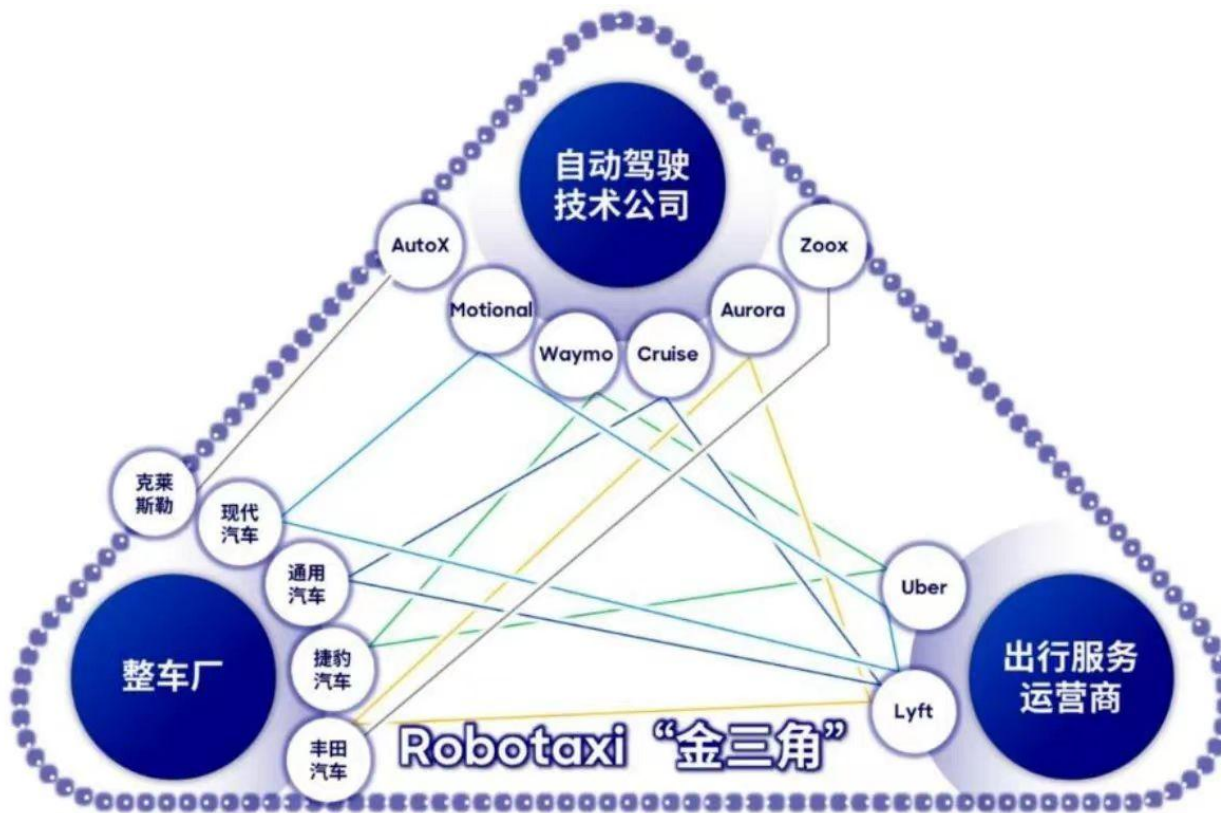 自动驾驶
技术公司
AutoX
Zoox
Motional
Aurora
Waymo
Cruise
克莱
斯勒
现代
汽车
通用
汽车
捷豹
汽车
丰田
汽车
整车厂
Uber
Lyft
出行服务
运营商
Robotaxi “金三角”